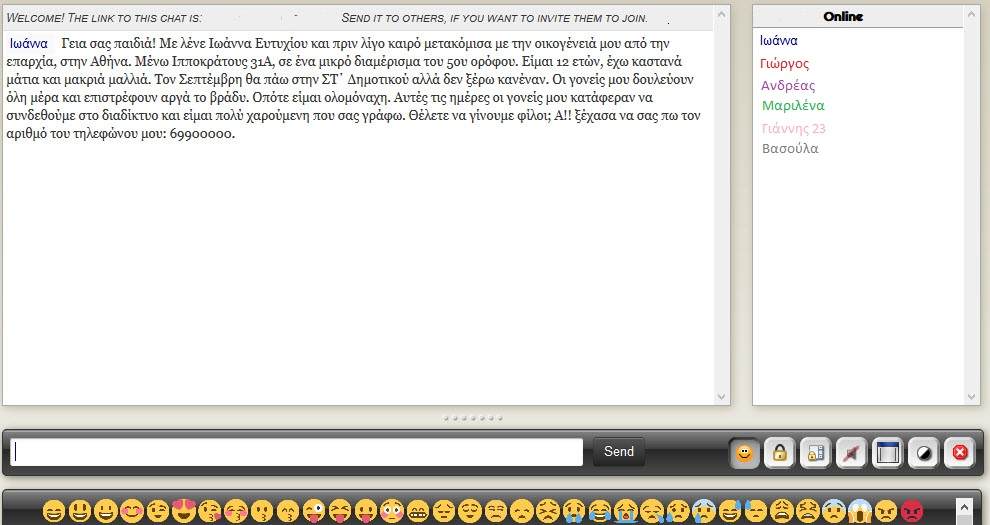 Welcome! The link to this chat is: Send it to others, if you want to invite them to join.
Ιωάννα Γεια σας παιδιά! Με λένε Ιωάννα Ευτυχίου και πριν λίγο καιρό μετακόμισα με την οικογένειά μου από την
επαρχία, στην Αθήνα. Μένω Ιπποκράτους 31Α, σε ένα μικρό διαμέρισμα του 5ου ορόφου. Είμαι 12 ετών, έχω καστανά
μάτια και μακριά μαλλιά. Τον Σεπτέμβρη θα πάω στην ΣΤ΄ Δημοτικού αλλά δεν ξέρω κανέναν. Οι γονείς μου δουλεύουν
όλη μέρα και επιστρέφουν αργά το βράδυ. Οπότε είμαι ολομόναχη. Αυτές τις ημέρες οι γονείς μου κατάφεραν να
συνδεθούμε στο διαδίκτυο και είμαι πολύ χαρούμενη που σας γράφω. Θέλετε να γίνουμε φίλοι; Α!! ξέχασα να σας πω τον
αριθμό του τηλεφώνου μου: 69900000.
Online
Ιωάννα
Γιώργος
Ανδρέας
Μαριλένα
Γιάννης 23
Βασούλα
Send